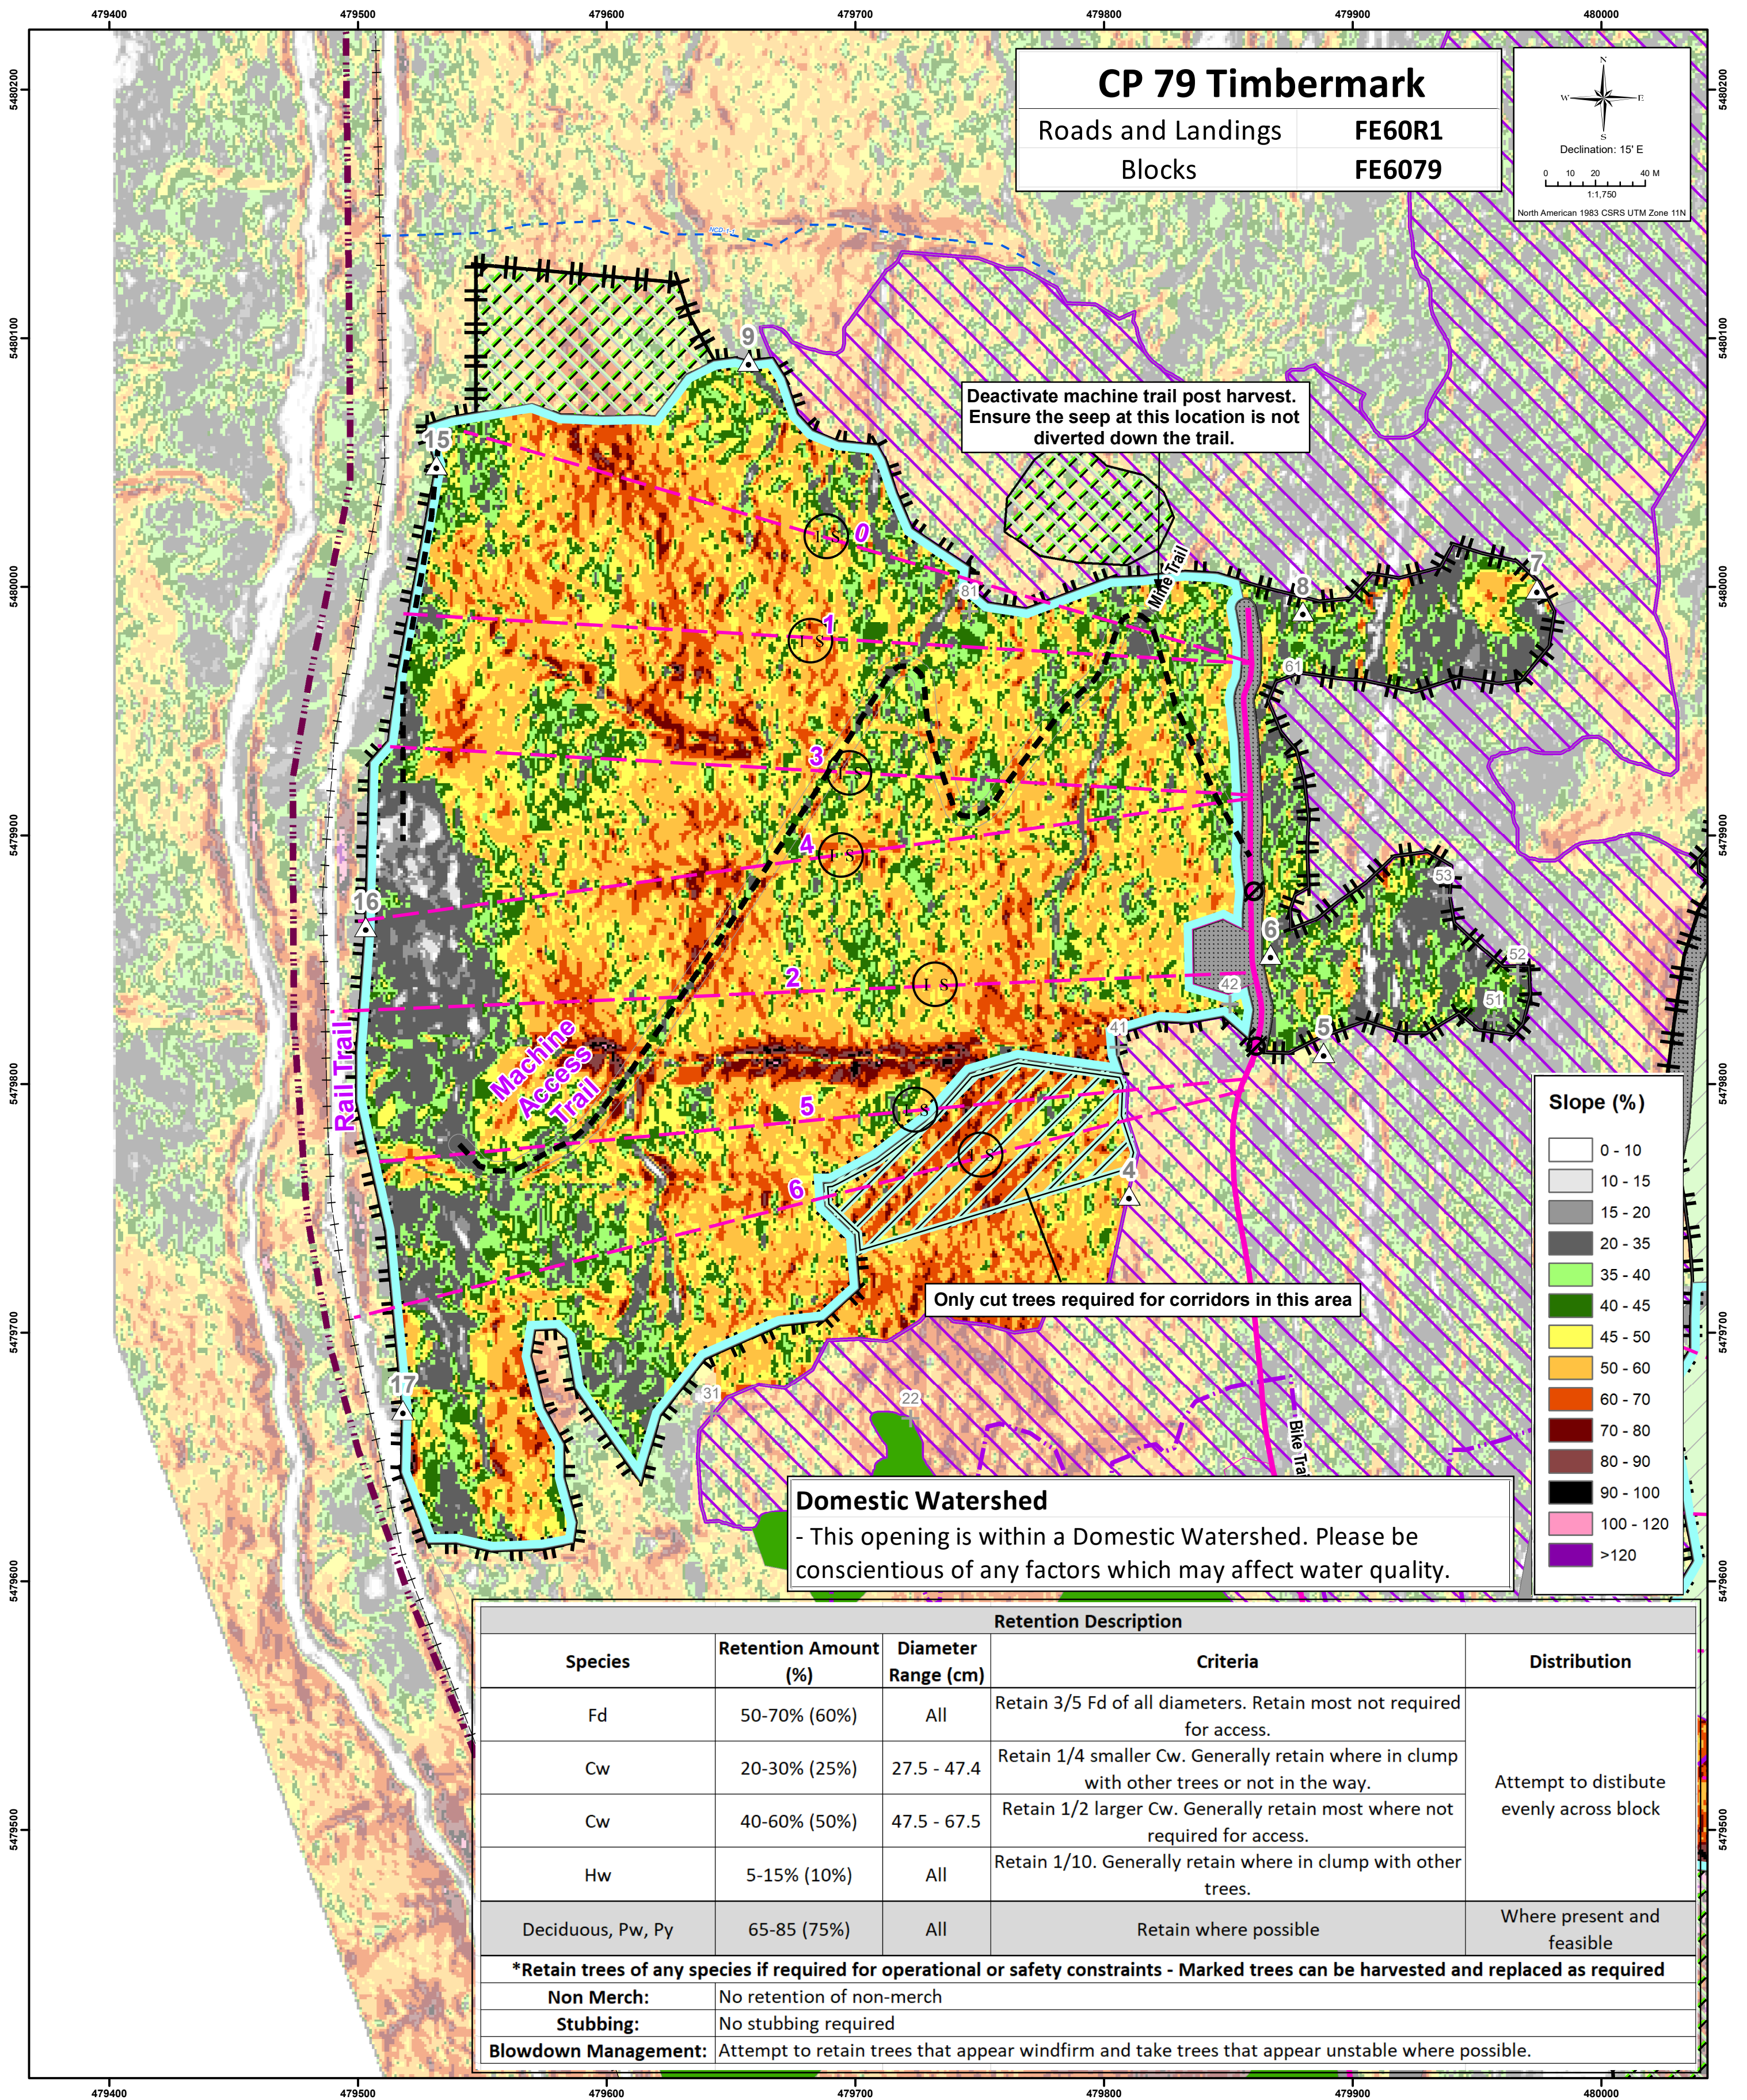 479400 479500 479600 479700 479800 479900 480000
5480200
5480200
CP 79 Timbermark
Roads and Landings FE60R1
Blocks FE6079
N
W E
S
Declination: 15' E
0 10 20 40 M
1:1,750
North American 1983 CSRS UTM Zone 11N
5480100
5480100
9
Deactivate machine trail post harvest.
Ensure the seep at this location is not
diverted down the trail.
15
0
5480000
5480000
Mine Trail
81
8
7
1
61
3
5479900
5479900
4
53
16
6
52
2
42
51
41
5
Rail Trail
Machine
Access
Trail
5479800
5479800
5
4
6
I S
I S
I S
I S
I S
I S
I S
Only cut trees required for corridors in this area
5479700
5479700
17
31
22
Bike Trai
Slope (%)
0 - 10
10 - 15
15 - 20
20 - 35
35 - 40
40 - 45
45 - 50
50 - 60
60 - 70
70 - 80
80 - 90
90 - 100
100 - 120
>120
Domestic Watershed
- This opening is within a Domestic Watershed. Please be
conscientious of any factors which may affect water quality.
5479600
5479600
Retention Description
Species Retention Amount (%) Diameter Range (cm) Criteria Distribution
Fd 50-70% (60%) All Retain 3/5 Fd of all diameters. Retain most not required for access.
Cw 20-30% (25%) 27.5 - 47.4 Retain 1/4 smaller Cw. Generally retain where in clump with other trees or not in the way.
Attempt to distibute evenly across block
Cw 40-60% (50%) 47.5 - 67.5 Retain 1/2 larger Cw. Generally retain most where not required for access.
Hw 5-15% (10%) All Retain 1/10. Generally retain where in clump with other trees.
Deciduous, Pw, Py 65-85 (75%) All Retain where possible Where present and feasible
*Retain trees of any species if required for operational or safety constraints - Marked trees can be harvested and replaced as required
Non Merch: No retention of non-merch
Stubbing: No stubbing required
Blowdown Management: Attempt to retain trees that appear windfirm and take trees that appear unstable where possible.
5479500
5479500
479400 479500 479600 479700 479800 479900 480000